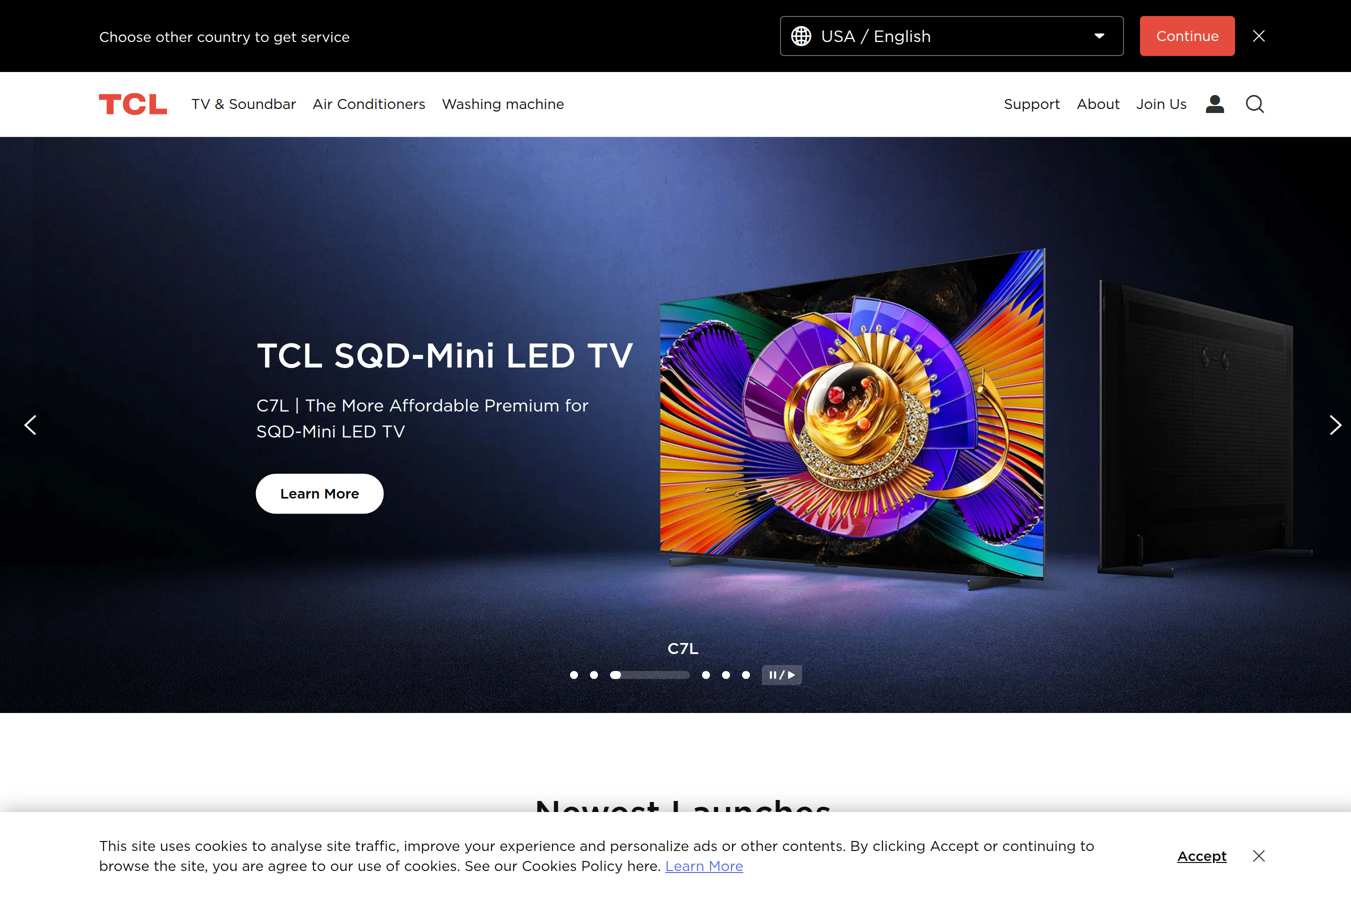 Choose other country to get service
USA / English
Continue
TCL
TV & Soundbar
Air Conditioners
Washing machine
Support
About
Join Us
TCL SQD-Mini LED TV
C7L | The More Affordable Premium for
SQD-Mini LED TV
Learn More
C7L
Newest Launches
This site uses cookies to analyse site traffic, improve your experience and personalize ads or other contents. By clicking Accept or continuing to
browse the site, you are agree to our use of cookies. See our Cookies Policy here. Learn More
Accept